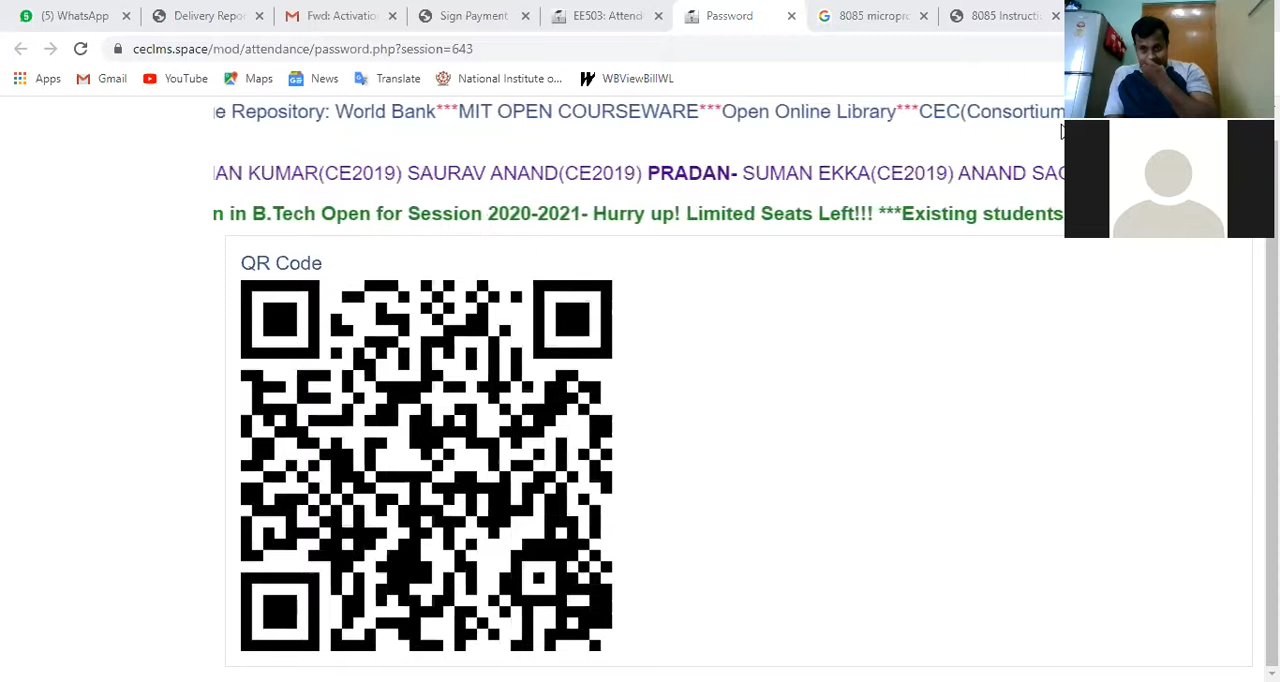 (5) WhatsApp
Delivery Repo
Fwd: Activatio
Sign Payment
EE503: Attend
Password
8085 micropro
8085 Instructi
ceclms.space/mod/attendance/password.php?session=643
Apps
Gmail
YouTube
Maps
News
Translate
National Institute o...
WBViewBillWL
e Repository: World Bank***MIT OPEN COURSEWARE***Open Online Library***CEC(Consortium
AN KUMAR(CE2019) SAURAV ANAND(CE2019) PRADAN- SUMAN EKKA(CE2019) ANAND SAG
n in B.Tech Open for Session 2020-2021- Hurry up! Limited Seats Left!!! ***Existing students
QR Code